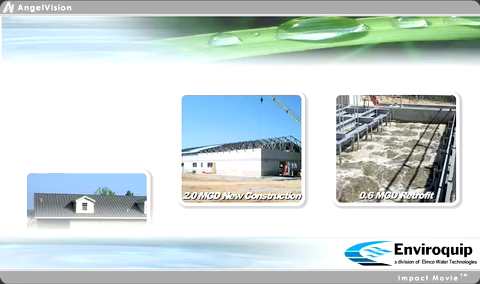 AngelVision
2.0 MGD New Construction
0.6 MGD Retrofit
Enviroquip
a division of Eimco Water Technologies
Impact Movie™